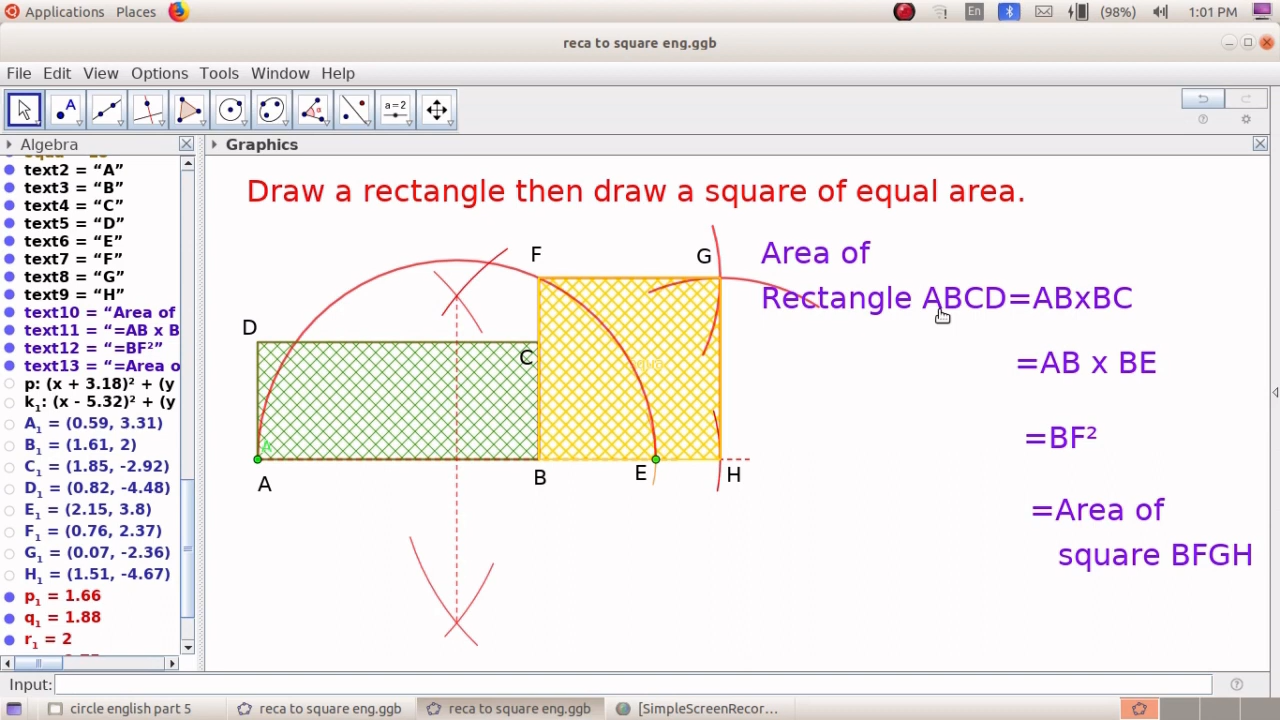 Applications Places En (98%) 1:01 PM
reca to square eng.ggb
File Edit View Options Tools Window Help
A α a=2
Algebra
Graphics
text2 = “A”
text3 = “B”
text4 = “C”
text5 = “D”
text6 = “E”
text7 = “F”
text8 = “G”
text9 = “H”
text10 = “Area of
text11 = “=AB x B
text12 = “=BF²”
text13 = “=Area o
p: (x + 3.18)² + (y
k₁: (x - 5.32)² + (y
A₁ = (0.59, 3.31)
B₁ = (1.61, 2)
C₁ = (1.85, -2.92)
D₁ = (0.82, -4.48)
E₁ = (2.15, 3.8)
F₁ = (0.76, 2.37)
G₁ = (0.07, -2.36)
H₁ = (1.51, -4.67)
p₁ = 1.66
q₁ = 1.88
r₁ = 2
Draw a rectangle then draw a square of equal area.
F G
D
C
A
A B E H
Area of
Rectangle ABCD=ABxBC
=AB x BE
=BF²
=Area of
square BFGH
Input:
circle english part 5 reca to square eng.ggb reca to square eng.ggb [SimpleScreenRecor...